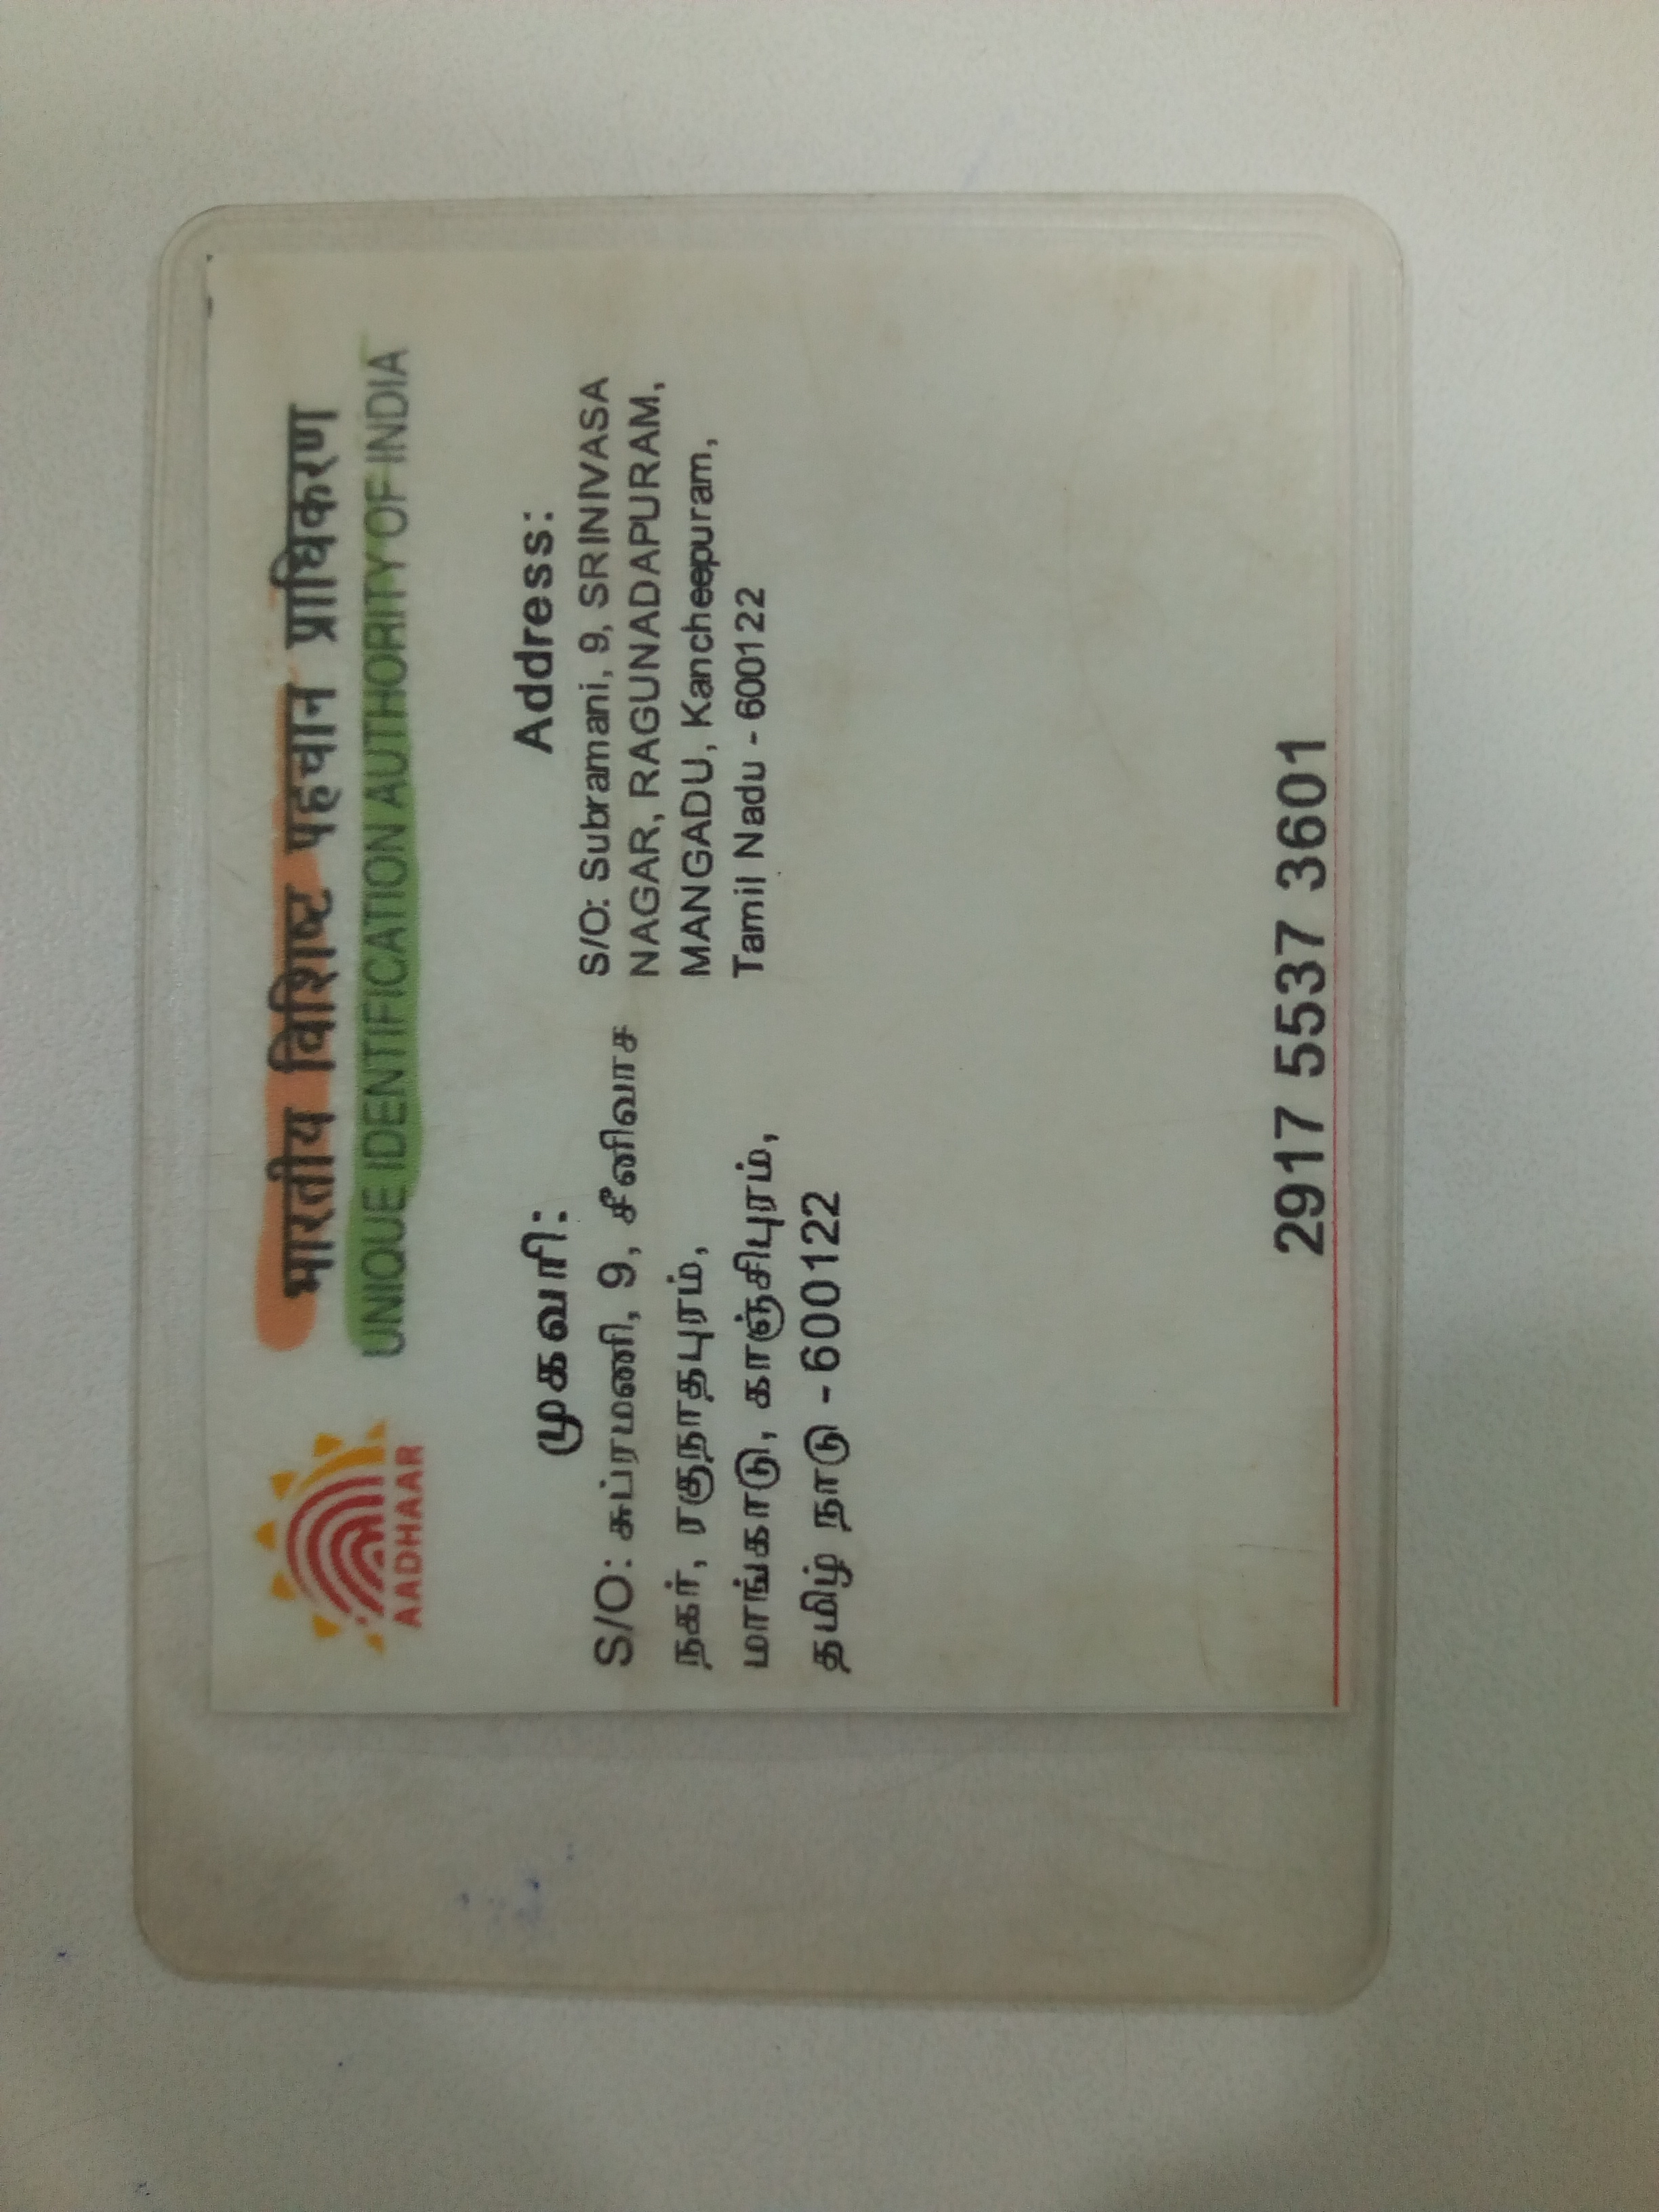 भारतीय विशिष्ट पहचान प्राधिकरण
UNIQUE IDENTIFICATION AUTHORITY OF INDIA
AADHAAR
முகவரி:
S/O: சுப்ரமணி, 9, சீனிவாச
நகர், ரகுநாதபுரம்,
மாங்காடு, காஞ்சிபுரம்,
தமிழ் நாடு - 600122
Address:
S/O: Subramani, 9, SRINIVASA
NAGAR, RAGUNADAPURAM,
MANGADU, Kancheepuram,
Tamil Nadu - 600122
2917 5537 3601